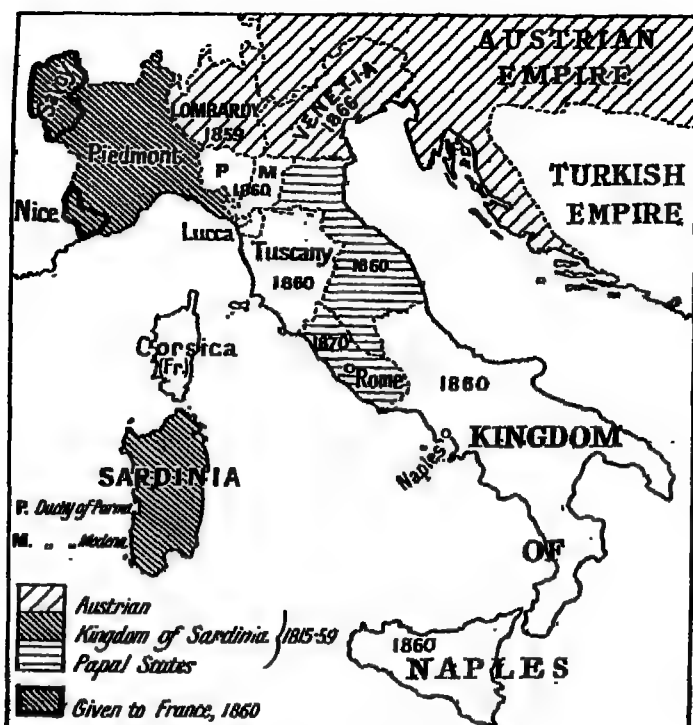 AUSTRIAN
EMPIRE
VENETIA
1866
LOMBARDY
1859
Piedmont
P
M
1860
TURKISH
EMPIRE
Nice
Lucca
Tuscany
1860
1860
1870
Rome
Corsica
(Fr.)
1860
KINGDOM
OF
NAPLES
Naples
SARDINIA
P. Duchy of Parma
M. " " Modena
Austrian
Kingdom of Sardinia
Papal States
1815-59
Given to France, 1860
1860